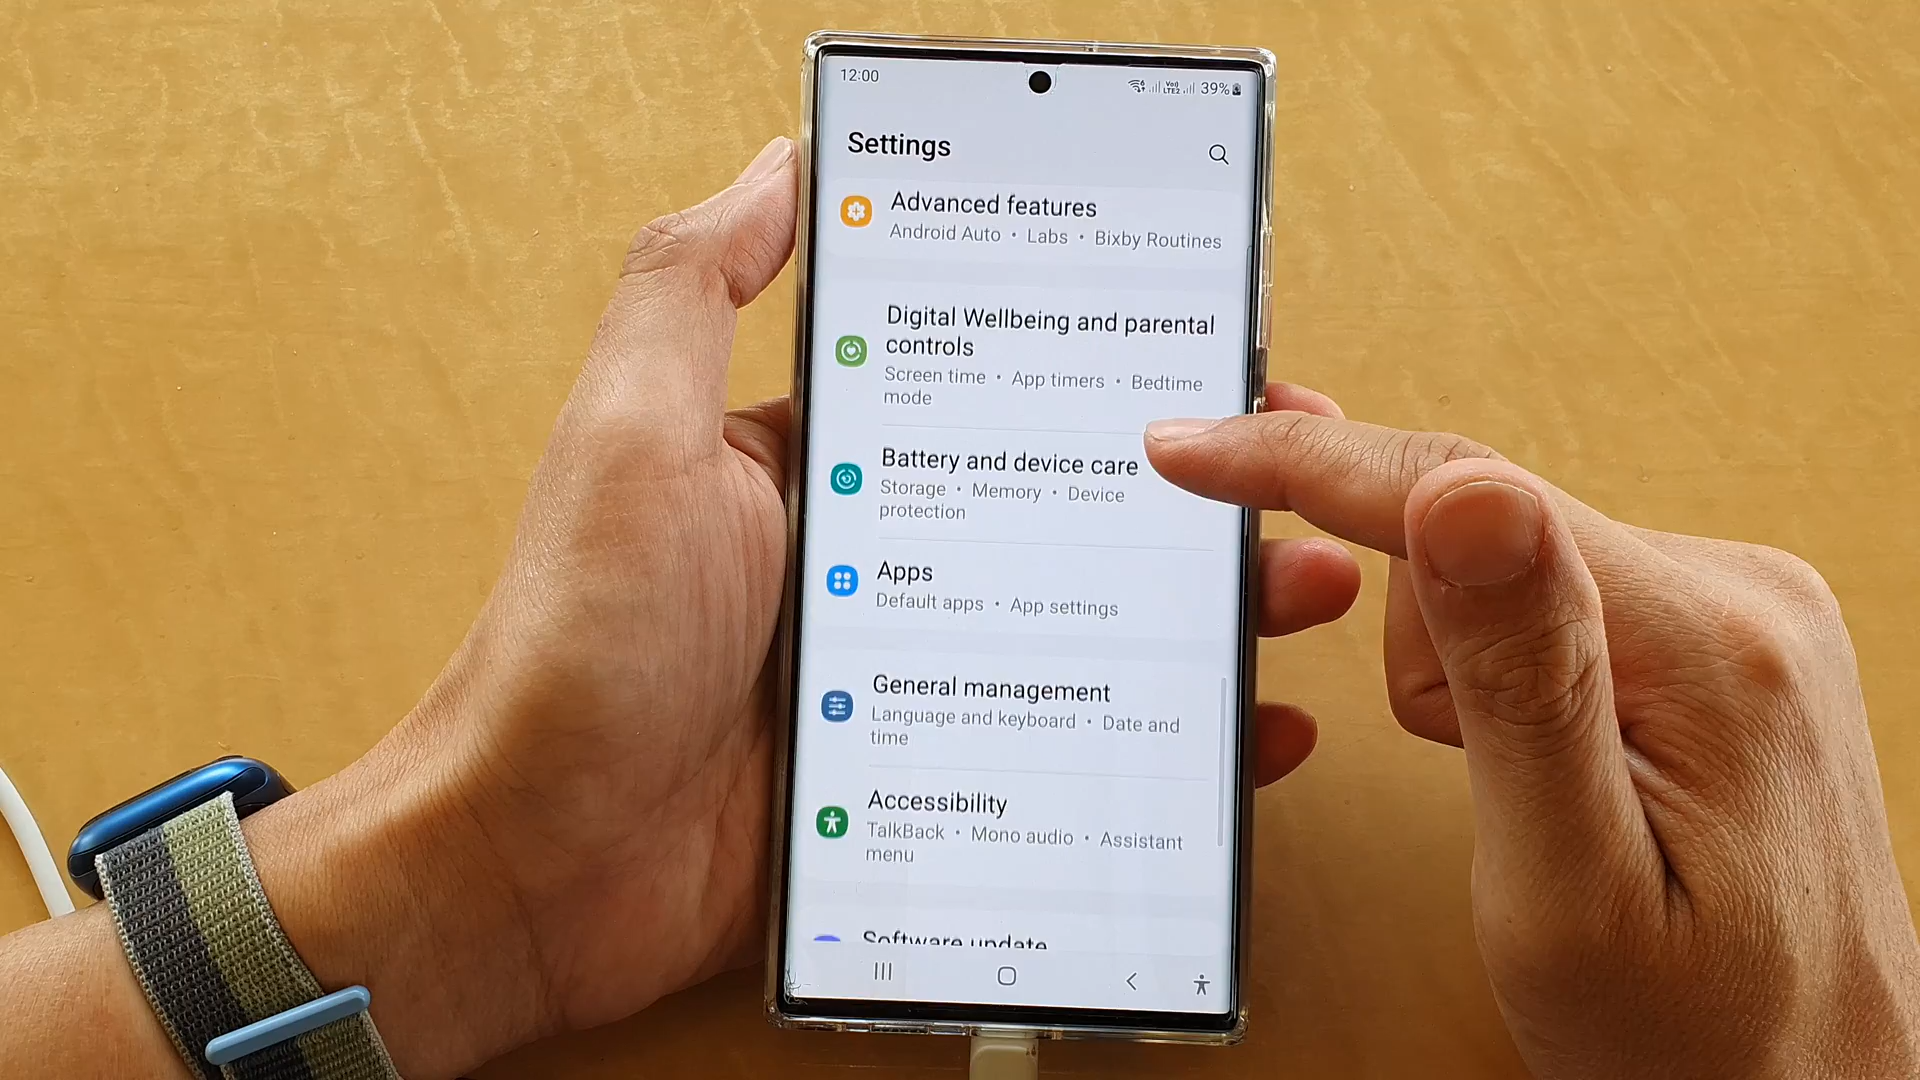 12:00
Vo)) LTE2 39%
Settings
Advanced features
Android Auto • Labs • Bixby Routines
Digital Wellbeing and parental
controls
Screen time • App timers • Bedtime
mode
Battery and device care
Storage • Memory • Device
protection
Apps
Default apps • App settings
General management
Language and keyboard • Date and
time
Accessibility
TalkBack • Mono audio • Assistant
menu
Software update